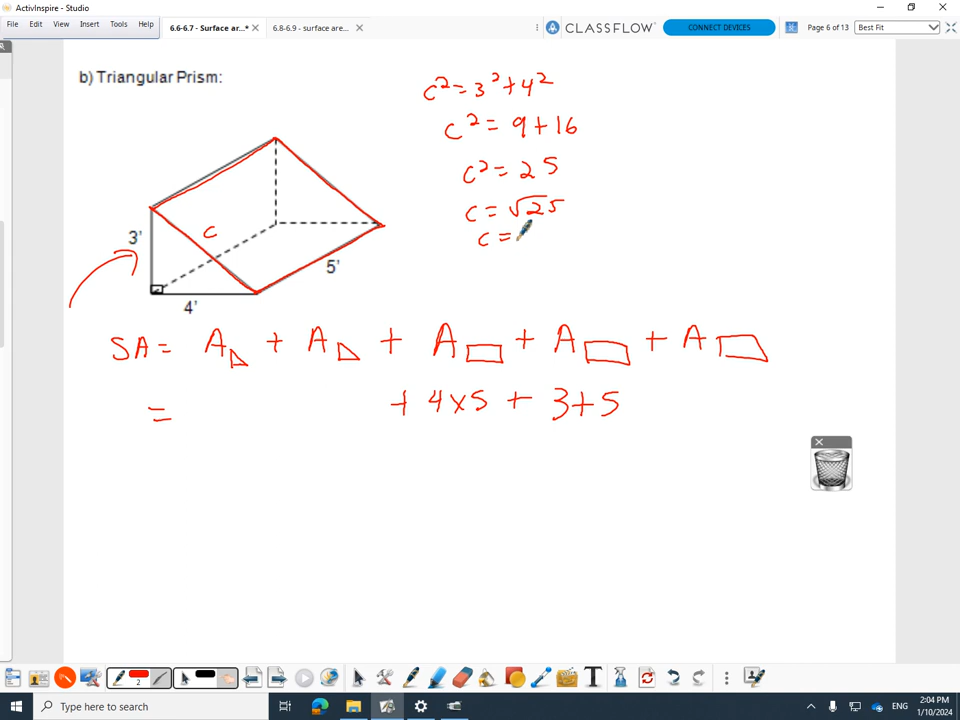 ActivInspire - Studio
File Edit View Insert Tools Help
6.6-6.7 - Surface ar...* × 6.8-6.9 - surface are... ×
CLASSFLOW CONNECT DEVICES Page 6 of 13 Best Fit
b) Triangular Prism:
c² = 3² + 4²
c² = 9 + 16
c² = 25
c = √25
c =
c
3'
5'
4'
SA = A + A + A + A + A
= + 4x5 + 3+5
2
T
Type here to search
ENG
2:04 PM
1/10/2024